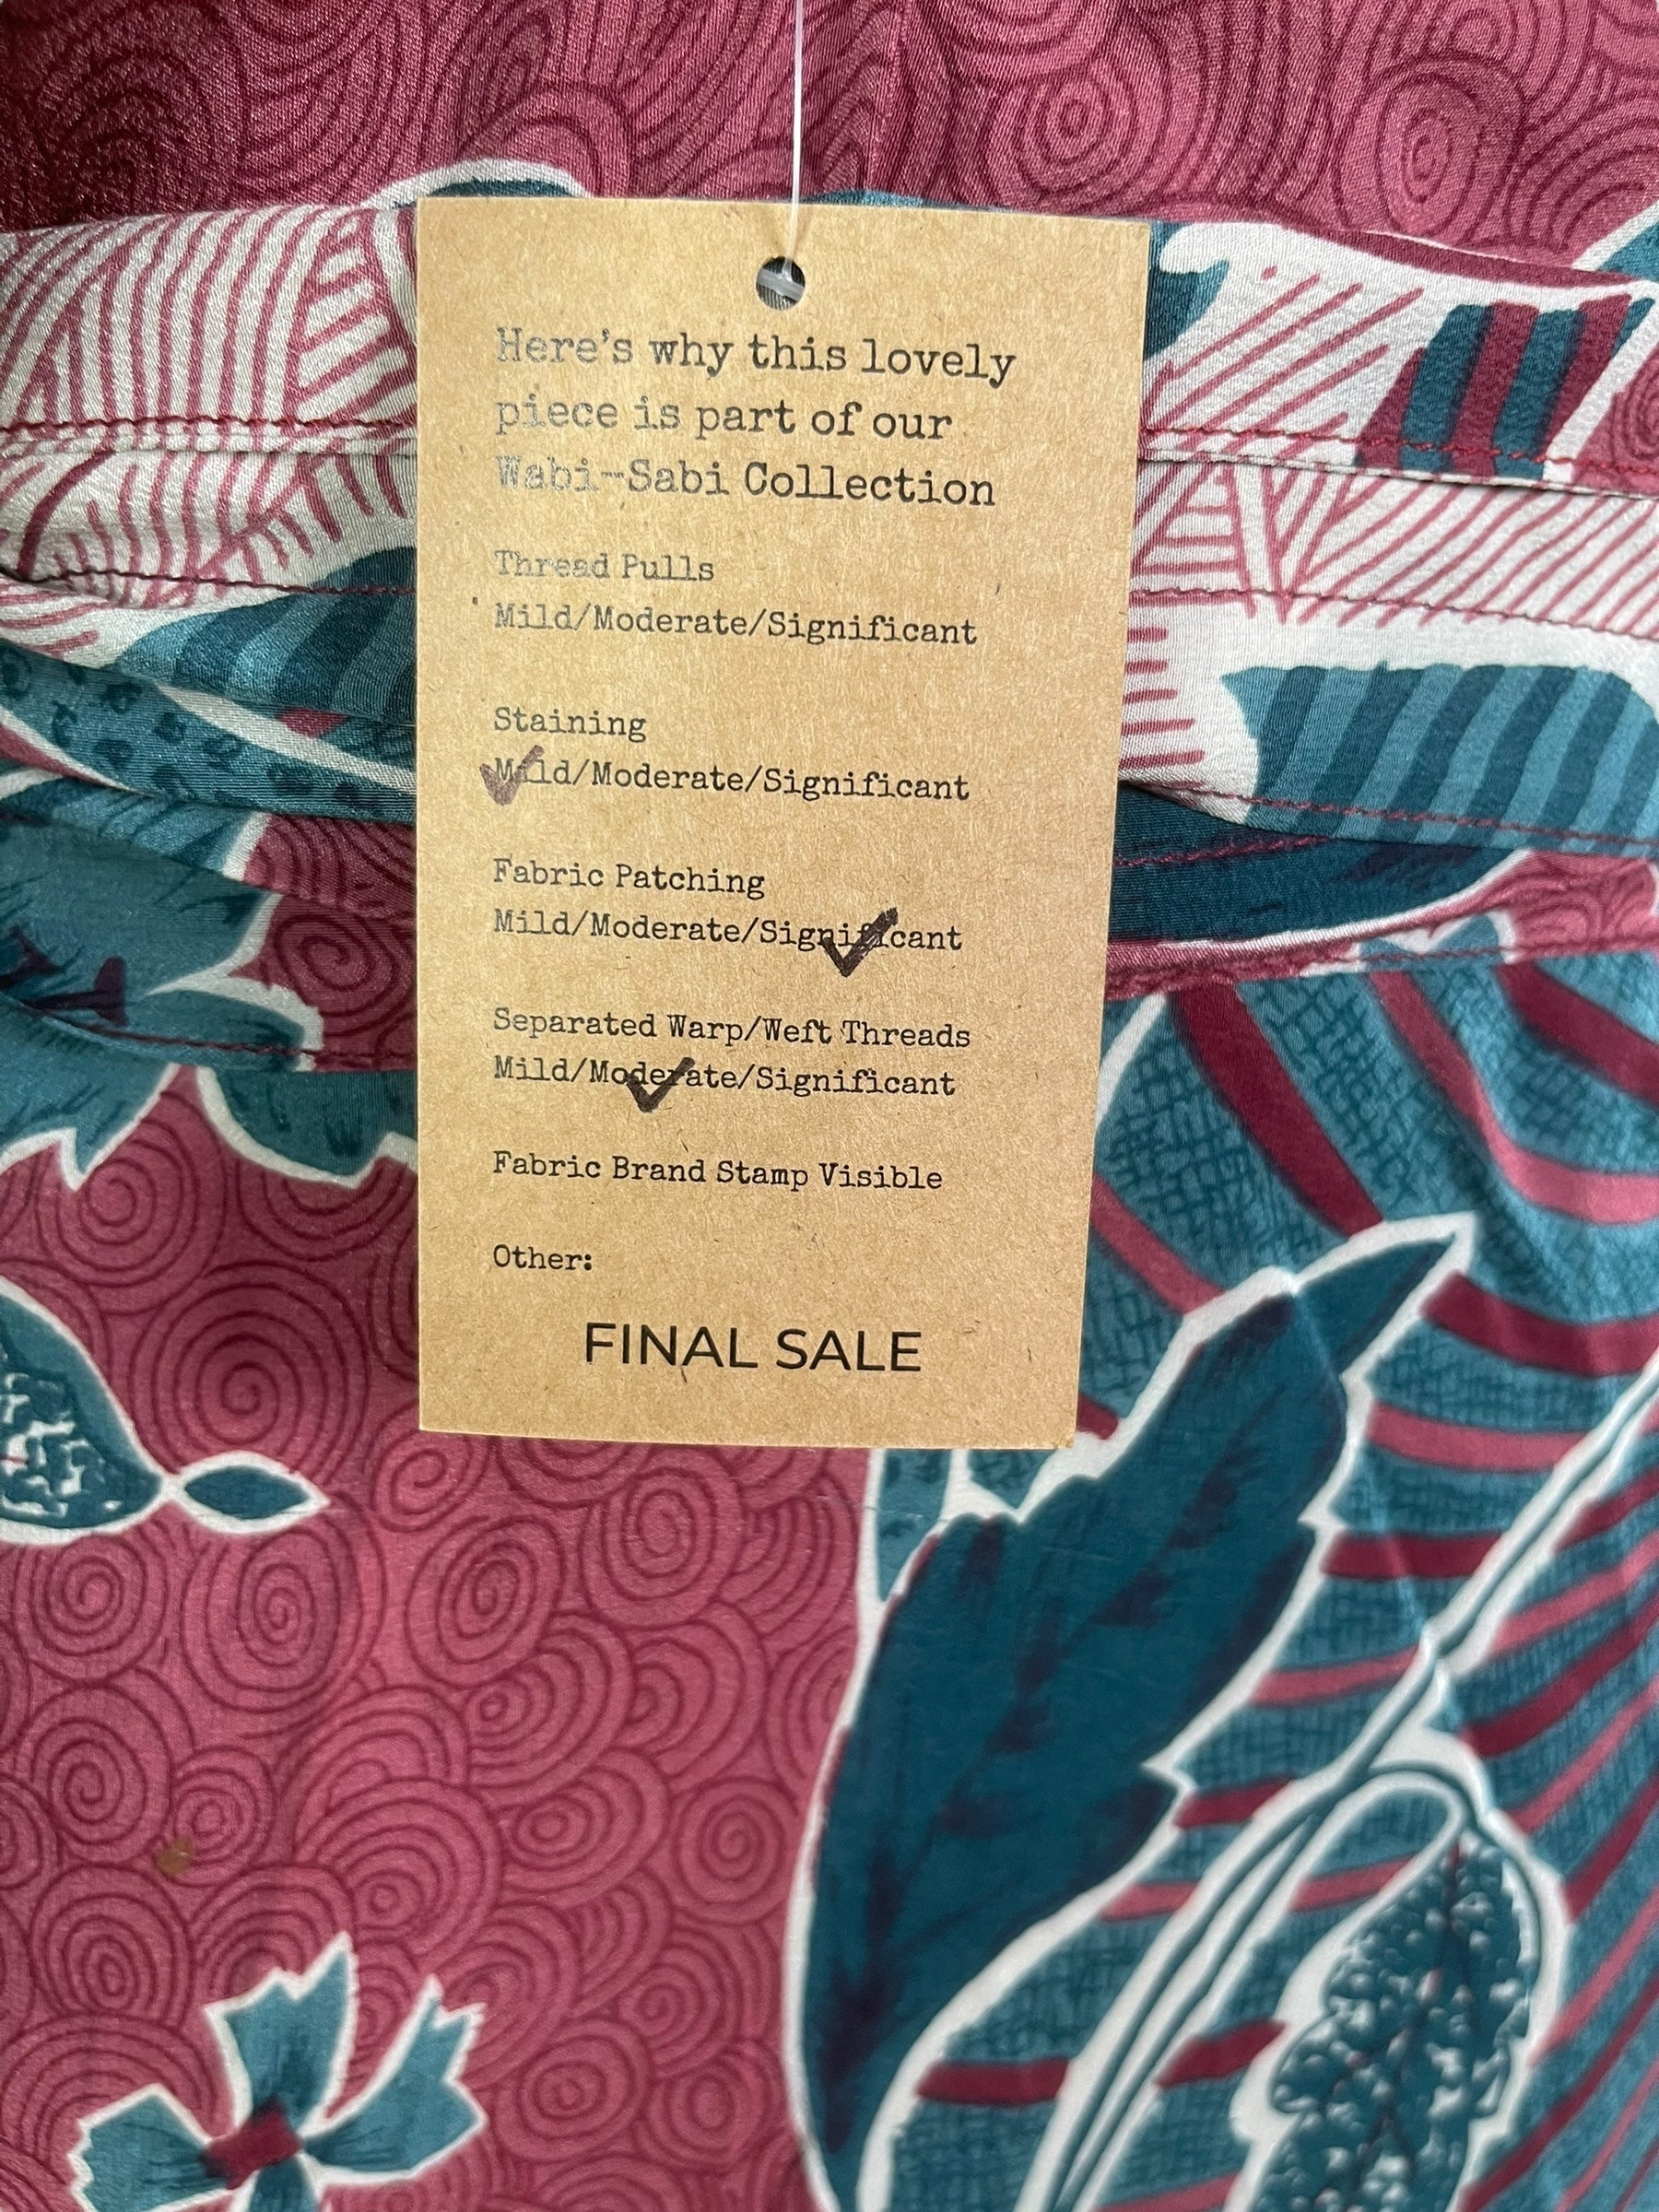 Here's why this lovely
piece is part of our
Wabi-Sabi Collection
Thread Pulls
Mild/Moderate/Significant
Staining
Mild/Moderate/Significant
Fabric Patching
Mild/Moderate/Significant
Separated Warp/Weft Threads
Mild/Moderate/Significant
Fabric Brand Stamp Visible
Other:
FINAL SALE